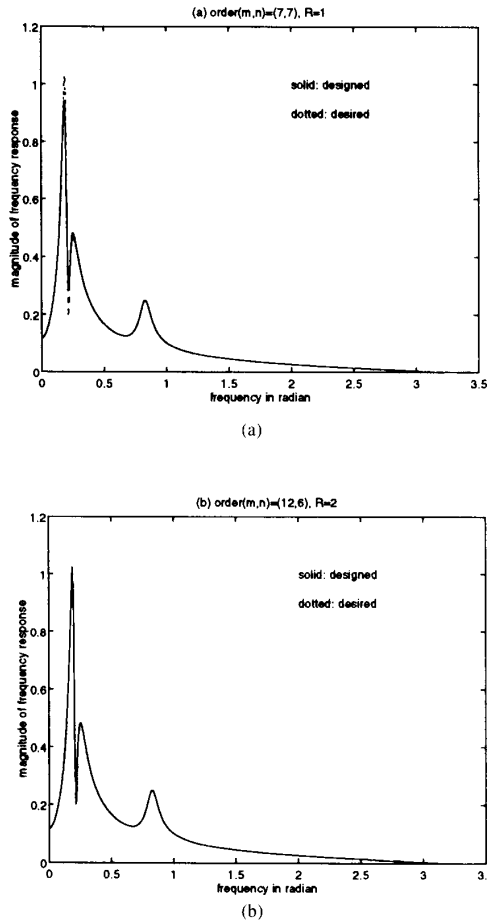 (a) order(m,n)=(7,7), R=1
1.2
1
0.8
0.6
0.4
0.2
0
magnitude of frequency response
solid: designed
dotted: desired
0 0.5 1 1.5 2 2.5 3 3.5
frequency in radian
(a)
(b) order(m,n)=(12,6), R=2
1.2
1
0.8
0.6
0.4
0.2
0
magnitude of frequency response
solid: designed
dotted: desired
0 0.5 1 1.5 2 2.5 3 3.5
frequency in radian
(b)